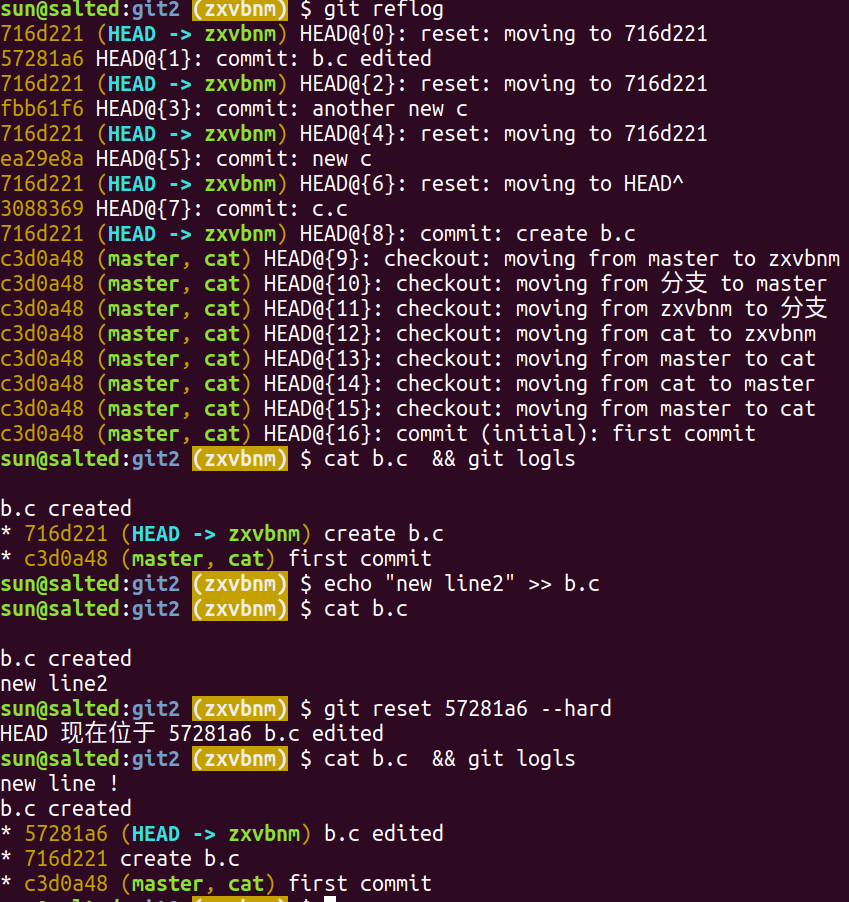 sun@salted:git2 (zxvbnm) $ git reflog
716d221 (HEAD -> zxvbnm) HEAD@{0}: reset: moving to 716d221
57281a6 HEAD@{1}: commit: b.c edited
716d221 (HEAD -> zxvbnm) HEAD@{2}: reset: moving to 716d221
fbb61f6 HEAD@{3}: commit: another new c
716d221 (HEAD -> zxvbnm) HEAD@{4}: reset: moving to 716d221
ea29e8a HEAD@{5}: commit: new c
716d221 (HEAD -> zxvbnm) HEAD@{6}: reset: moving to HEAD^
3088369 HEAD@{7}: commit: c.c
716d221 (HEAD -> zxvbnm) HEAD@{8}: commit: create b.c
c3d0a48 (master, cat) HEAD@{9}: checkout: moving from master to zxvbnm
c3d0a48 (master, cat) HEAD@{10}: checkout: moving from 分支 to master
c3d0a48 (master, cat) HEAD@{11}: checkout: moving from zxvbnm to 分支
c3d0a48 (master, cat) HEAD@{12}: checkout: moving from cat to zxvbnm
c3d0a48 (master, cat) HEAD@{13}: checkout: moving from master to cat
c3d0a48 (master, cat) HEAD@{14}: checkout: moving from cat to master
c3d0a48 (master, cat) HEAD@{15}: checkout: moving from master to cat
c3d0a48 (master, cat) HEAD@{16}: commit (initial): first commit
sun@salted:git2 (zxvbnm) $ cat b.c  && git logls
b.c created
* 716d221 (HEAD -> zxvbnm) create b.c
* c3d0a48 (master, cat) first commit
sun@salted:git2 (zxvbnm) $ echo "new line2" >> b.c
sun@salted:git2 (zxvbnm) $ cat b.c
b.c created
new line2
sun@salted:git2 (zxvbnm) $ git reset 57281a6 --hard
HEAD 现在位于 57281a6 b.c edited
sun@salted:git2 (zxvbnm) $ cat b.c  && git logls
new line !
b.c created
* 57281a6 (HEAD -> zxvbnm) b.c edited
* 716d221 create b.c
* c3d0a48 (master, cat) first commit